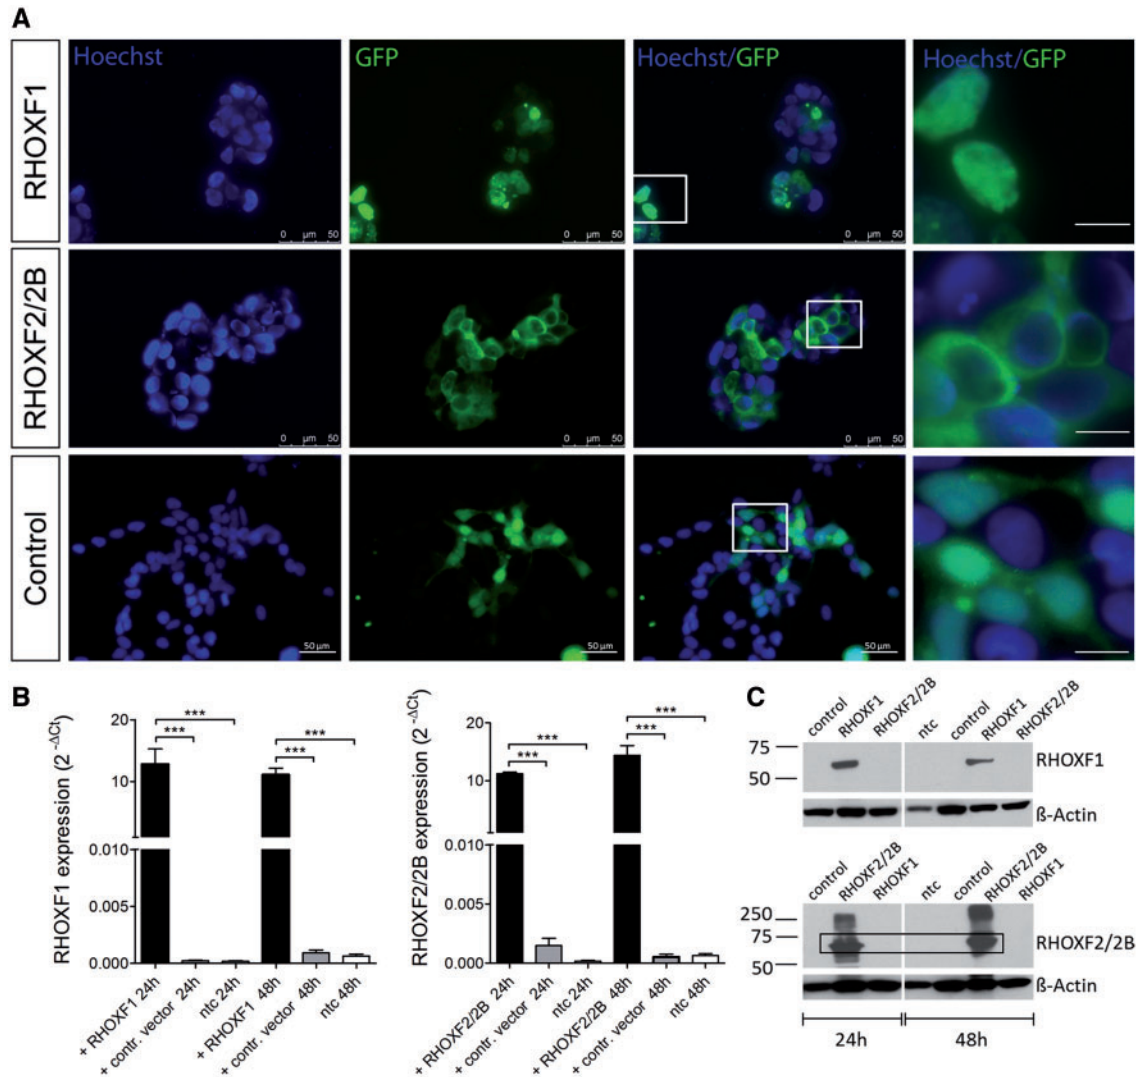 A
Hoechst
GFP
Hoechst/GFP
Hoechst/GFP
RHOXF1
0 µm 50
0 µm 50
0 µm 50
RHOXF2/2B
0 µm 50
0 µm 50
0 µm 50
Control
50 µm
50 µm
50 µm
B
RHOXF1 expression (2 -ΔCt)
20
10
0.010
0.005
0.000
***
***
***
***
+ RHOXF1 24h
+ contr. vector 24h
ntc 24h
+ RHOXF1 48h
+ contr. vector 48h
ntc 48h
RHOXF2/2B expression (2 -ΔCt)
20
10
0.010
0.005
0.000
***
***
***
***
+ RHOXF2/2B 24h
+ contr. vector 24h
ntc 24h
+ RHOXF2/2B 48h
+ contr. vector 48h
ntc 48h
C
control
RHOXF1
RHOXF2/2B
ntc
control
RHOXF1
RHOXF2/2B
75
50
RHOXF1
ß-Actin
control
RHOXF2/2B
RHOXF1
ntc
control
RHOXF2/2B
RHOXF1
250
75
50
RHOXF2/2B
ß-Actin
24h
48h